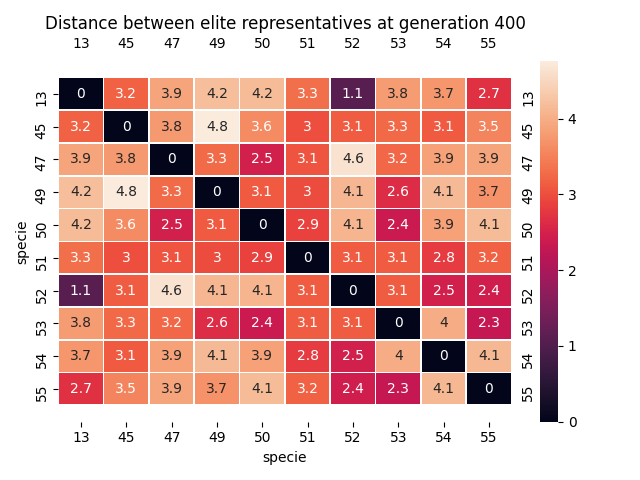 Distance between elite representatives at generation 400
13 45 47 49 50 51 52 53 54 55
13 0 3.2 3.9 4.2 4.2 3.3 1.1 3.8 3.7 2.7 13
45 3.2 0 3.8 4.8 3.6 3 3.1 3.3 3.1 3.5 45
47 3.9 3.8 0 3.3 2.5 3.1 4.6 3.2 3.9 3.9 47
49 4.2 4.8 3.3 0 3.1 3 4.1 2.6 4.1 3.7 49
50 4.2 3.6 2.5 3.1 0 2.9 4.1 2.4 3.9 4.1 50
51 3.3 3 3.1 3 2.9 0 3.1 3.1 2.8 3.2 51
52 1.1 3.1 4.6 4.1 4.1 3.1 0 3.1 2.5 2.4 52
53 3.8 3.3 3.2 2.6 2.4 3.1 3.1 0 4 2.3 53
54 3.7 3.1 3.9 4.1 3.9 2.8 2.5 4 0 4.1 54
55 2.7 3.5 3.9 3.7 4.1 3.2 2.4 2.3 4.1 0 55
13 45 47 49 50 51 52 53 54 55
specie
specie
4
3
2
1
0